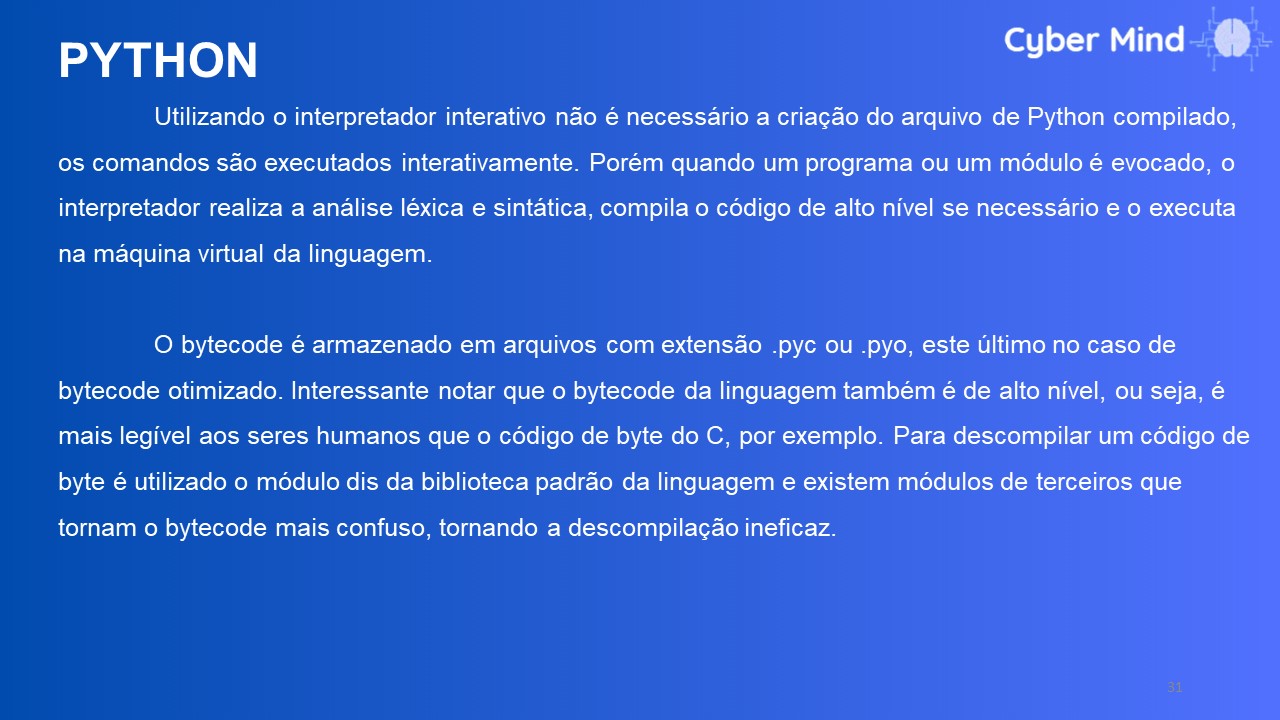 Cyber Mind
PYTHON
Utilizando o interpretador interativo não é necessário a criação do arquivo de Python compilado,
os comandos são executados interativamente. Porém quando um programa ou um módulo é evocado, o
interpretador realiza a análise léxica e sintática, compila o código de alto nível se necessário e o executa
na máquina virtual da linguagem.
O bytecode é armazenado em arquivos com extensão .pyc ou .pyo, este último no caso de
bytecode otimizado. Interessante notar que o bytecode da linguagem também é de alto nível, ou seja, é
mais legível aos seres humanos que o código de byte do C, por exemplo. Para descompilar um código de
byte é utilizado o módulo dis da biblioteca padrão da linguagem e existem módulos de terceiros que
tornam o bytecode mais confuso, tornando a descompilação ineficaz.
31